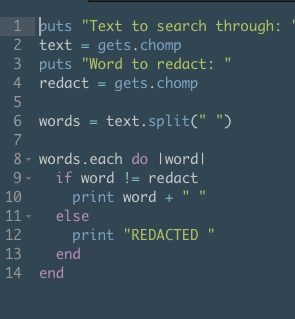 1 puts "Text to search through: "
2 text = gets.chomp
3 puts "Word to redact: "
4 redact = gets.chomp
5
6 words = text.split(" ")
7
8 words.each do |word|
9   if word != redact
10     print word + " "
11   else
12     print "REDACTED "
13   end
14 end